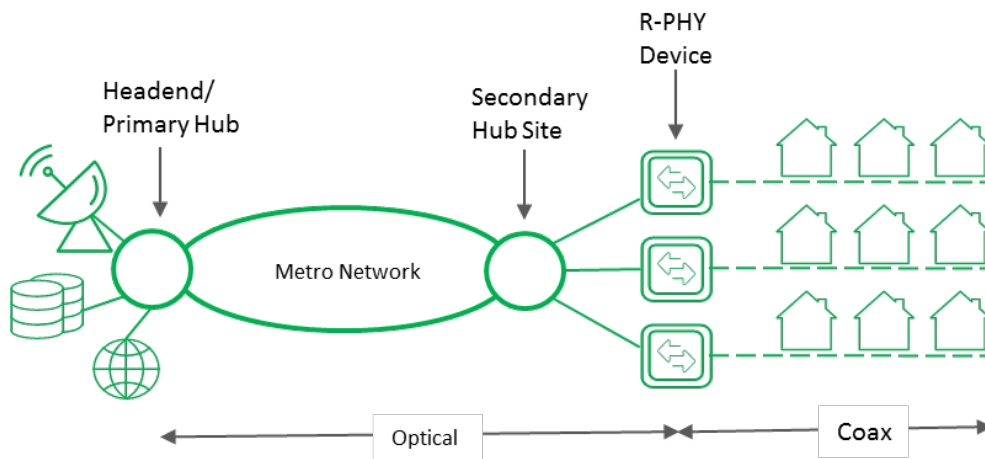 R-PHY
Device
Headend/
Primary Hub
Secondary
Hub Site
Metro Network
Optical
Coax